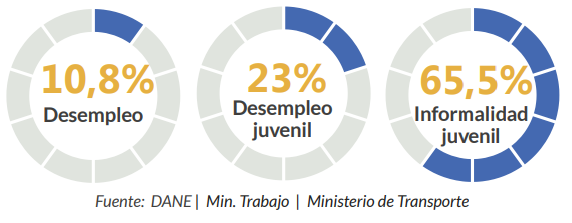 10,8%
Desempleo
23%
Desempleo
juvenil
65,5%
Informalidad
juvenil
Fuente: DANE | Min. Trabajo | Ministerio de Transporte